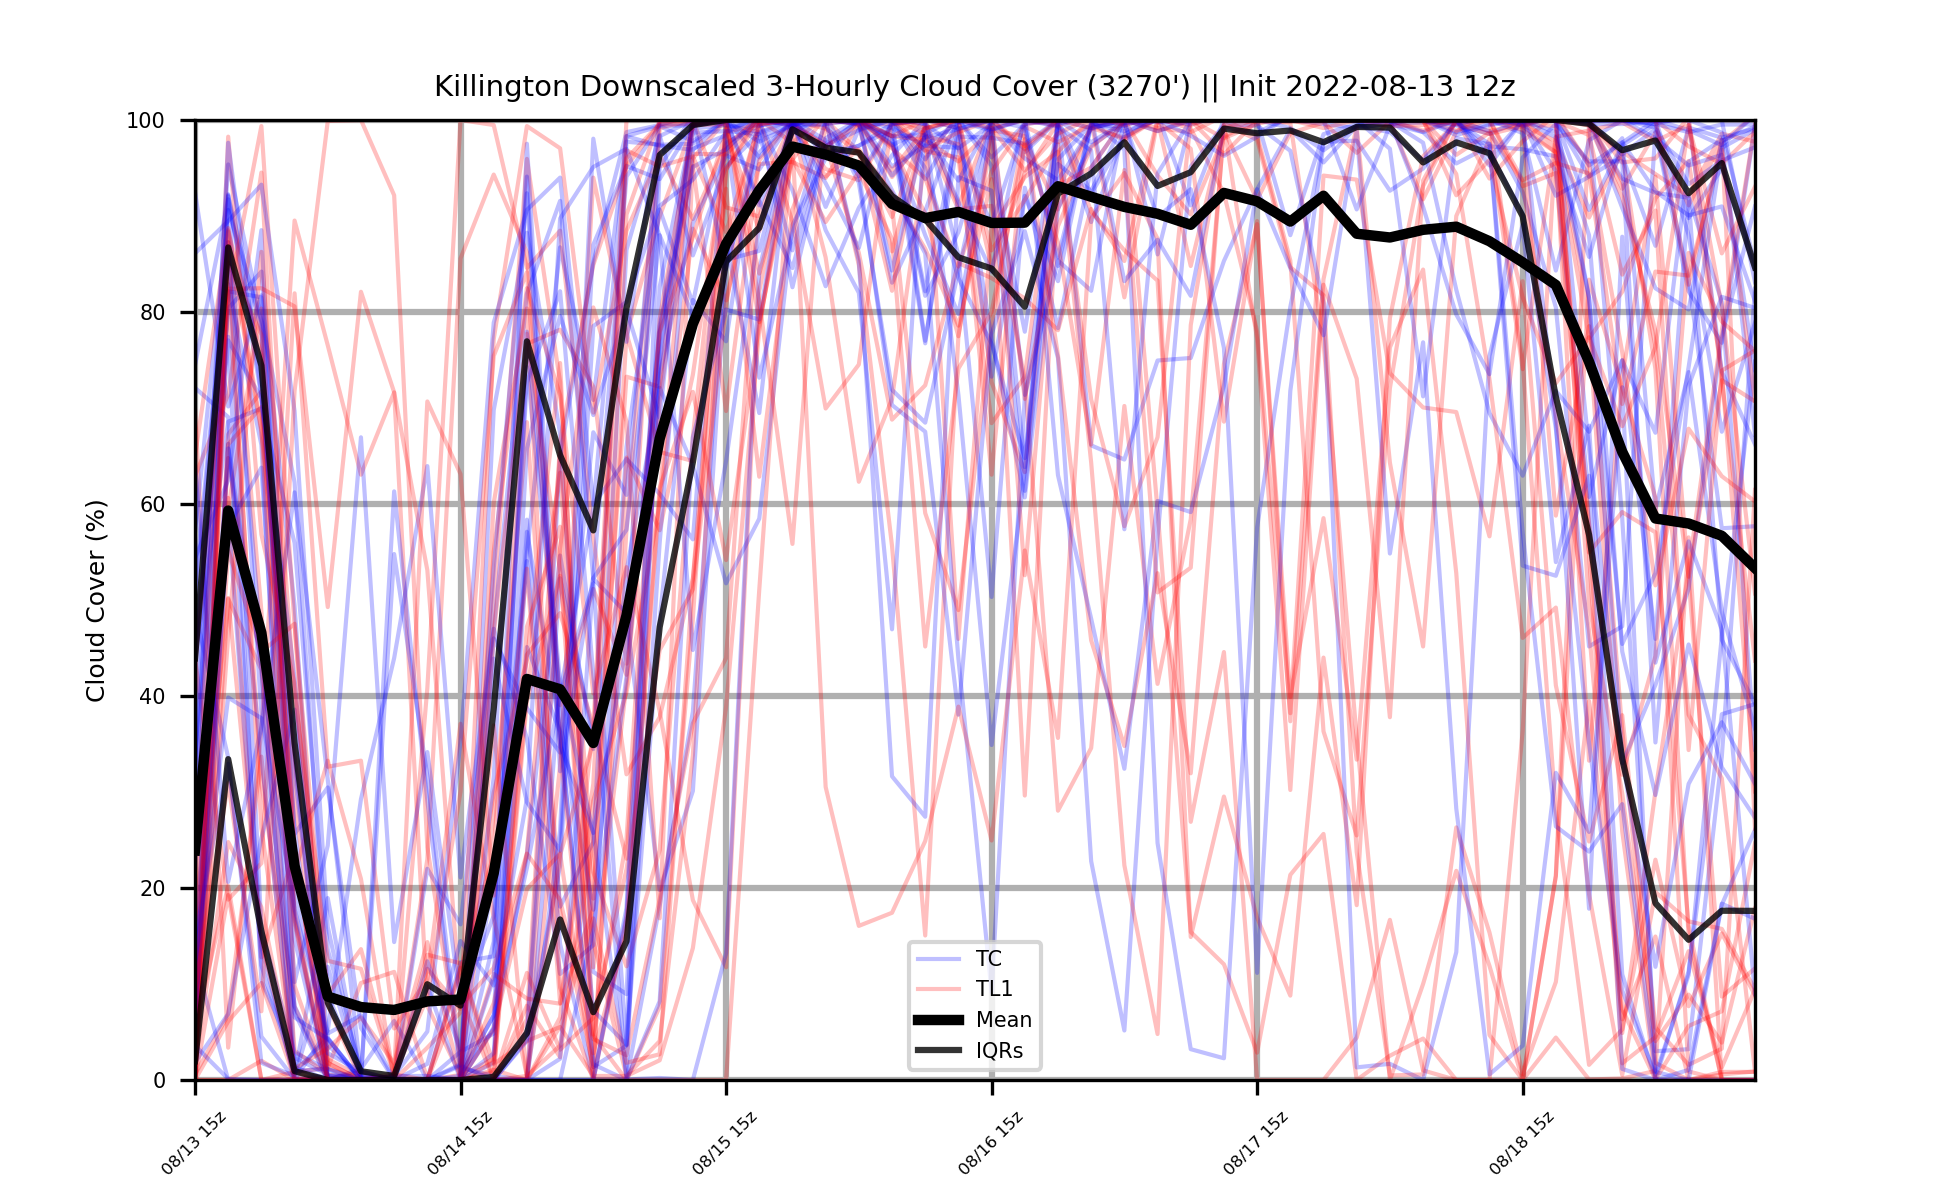 Killington Downscaled 3-Hourly Cloud Cover (3270') || Init 2022-08-13 12z
100
80
60
40
20
0
Cloud Cover (%)
TC
TL1
Mean
IQRs
08/13 15z
08/14 15z
08/15 15z
08/16 15z
08/17 15z
08/18 15z